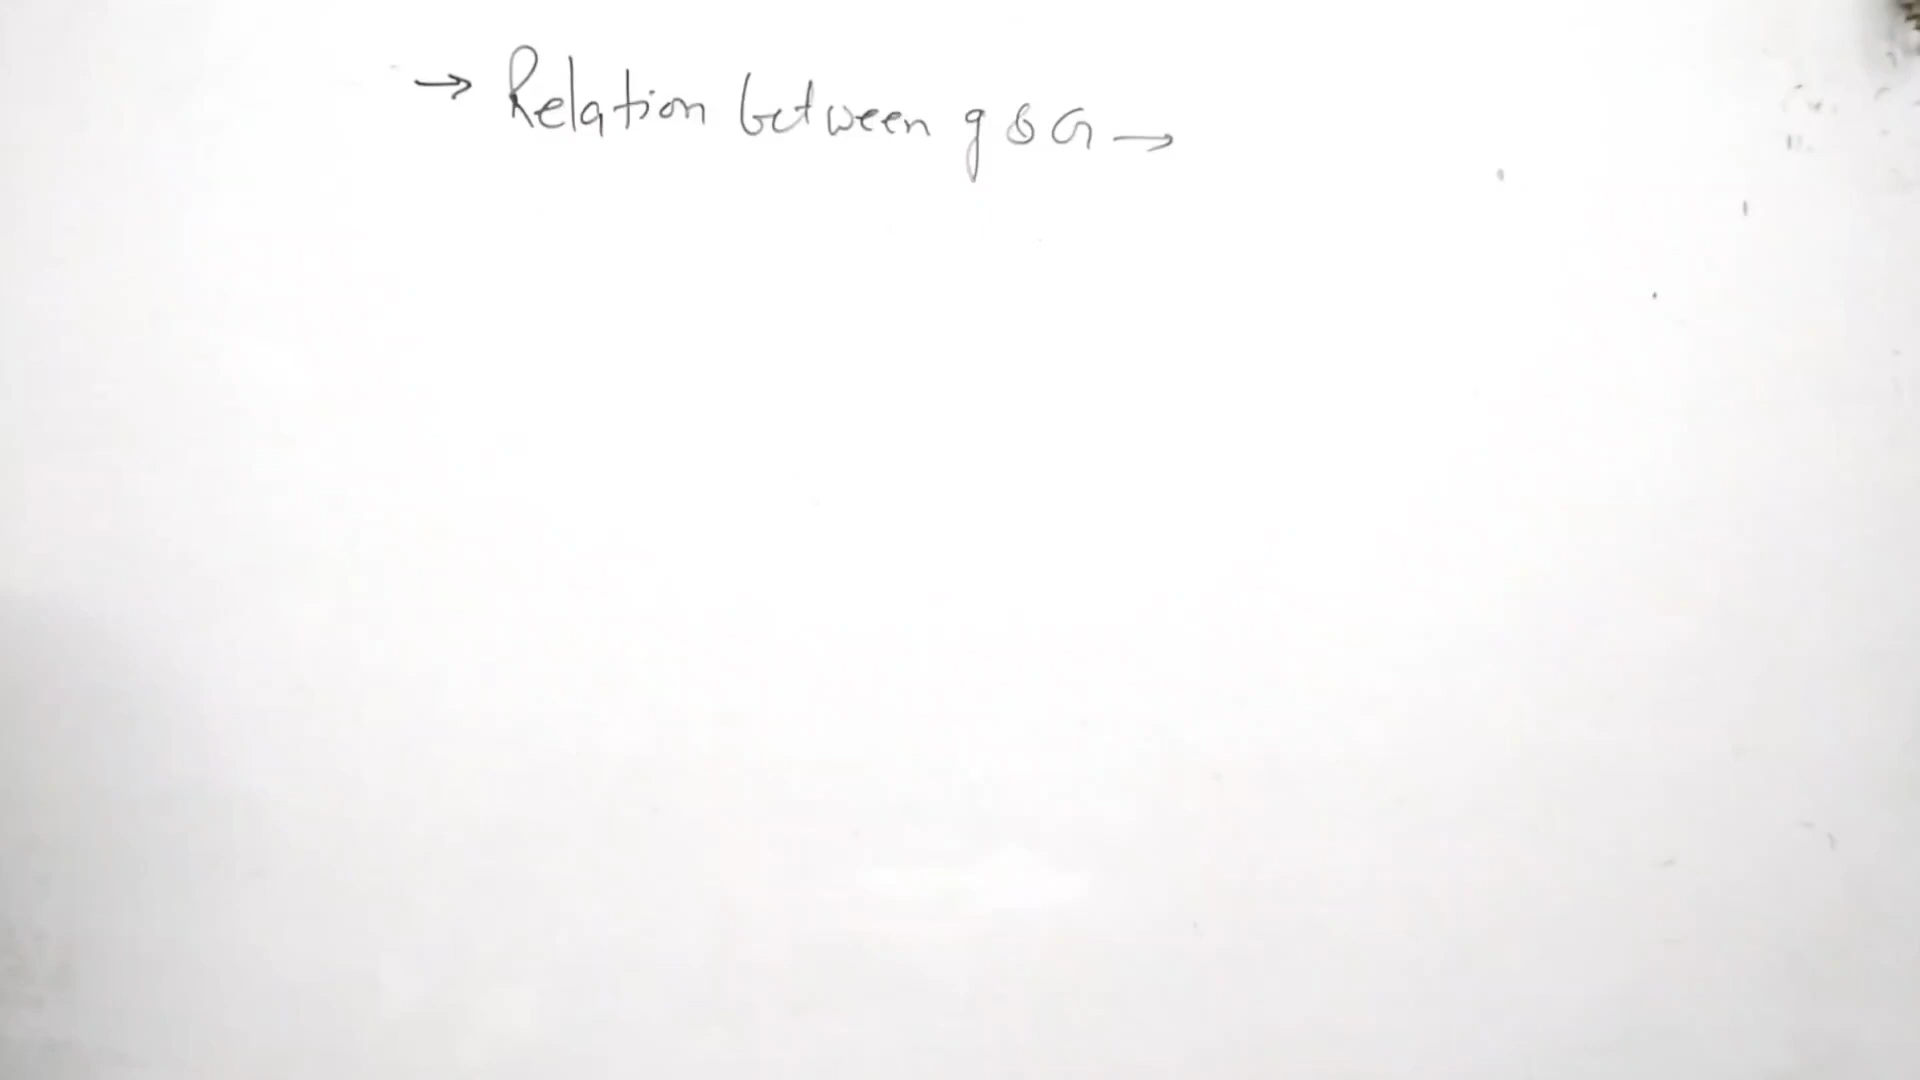 → Relation between g & G →